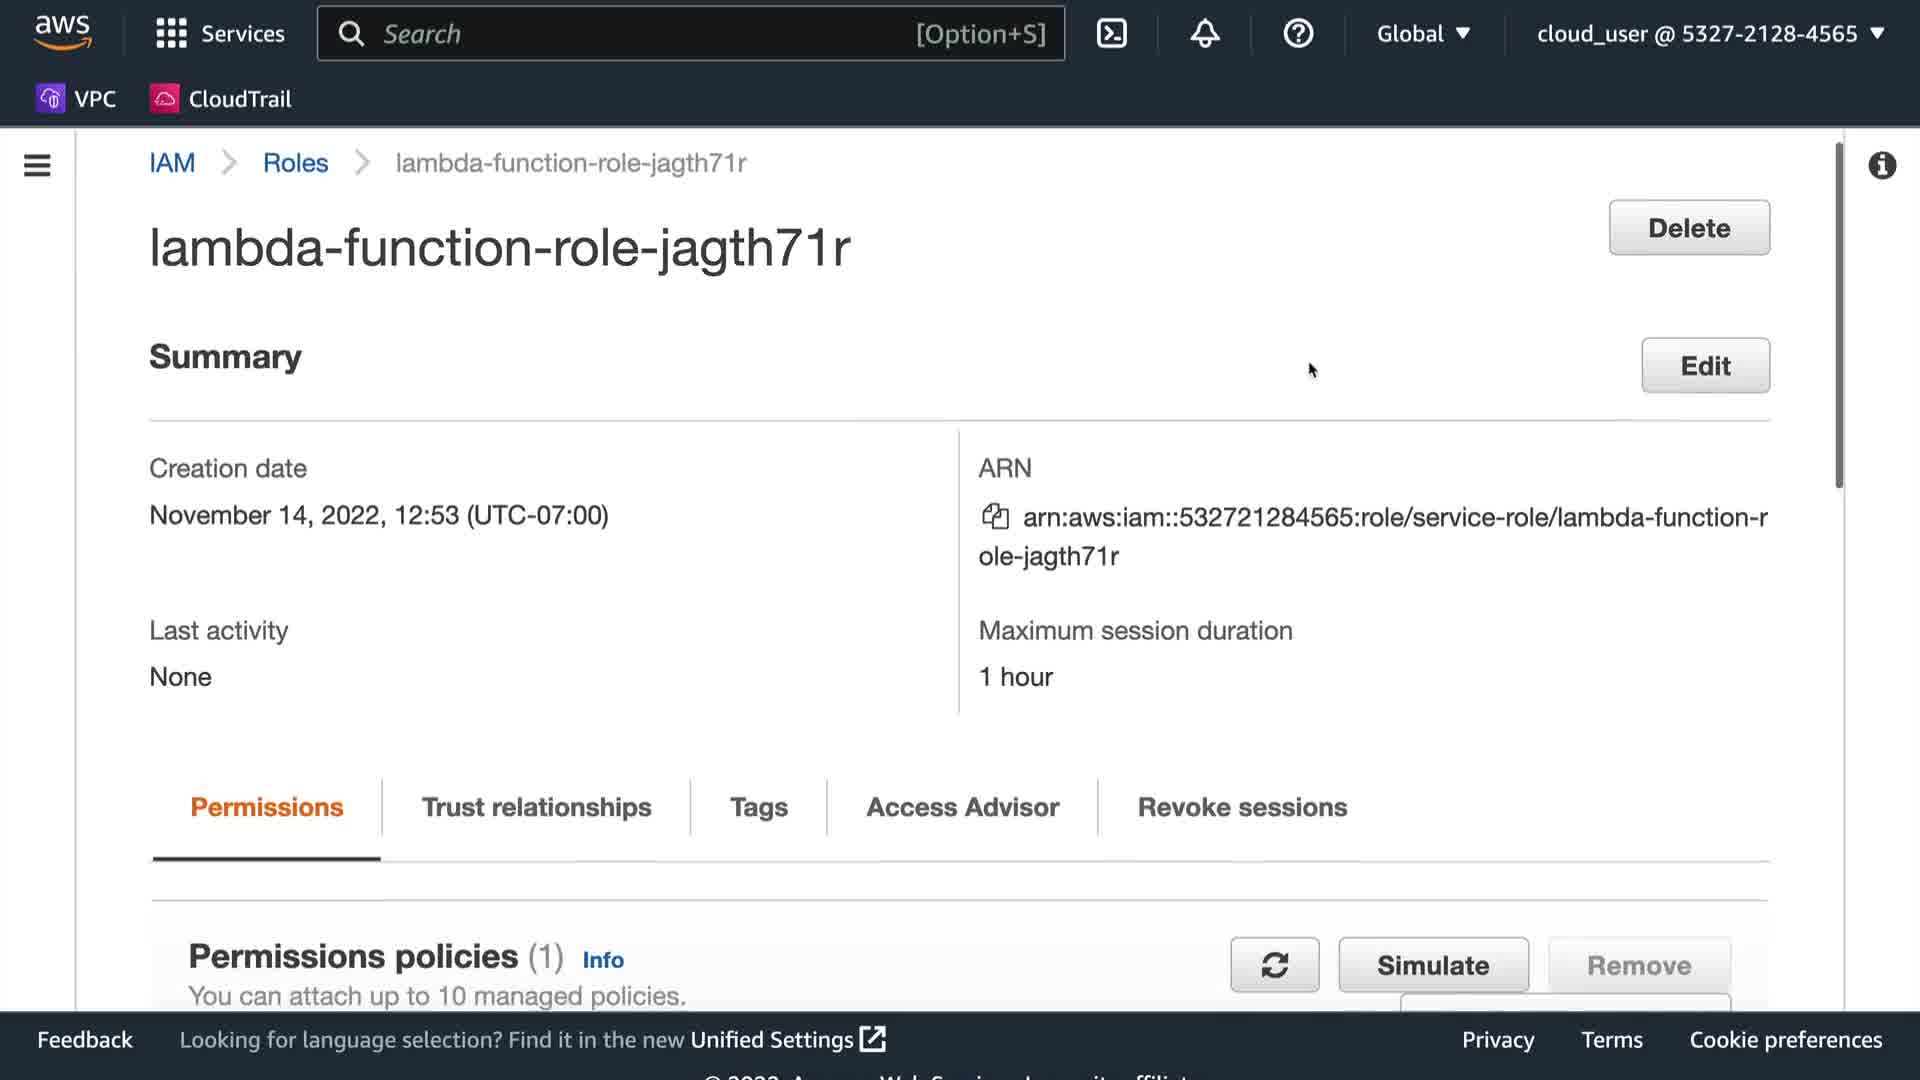 aws Services Search [Option+S] Global cloud_user @ 5327-2128-4565
VPC CloudTrail
IAM Roles lambda-function-role-jagth71r
lambda-function-role-jagth71r
Delete
Summary
Edit
Creation date
November 14, 2022, 12:53 (UTC-07:00)
ARN
arn:aws:iam::532721284565:role/service-role/lambda-function-r
ole-jagth71r
Last activity
None
Maximum session duration
1 hour
Permissions Trust relationships Tags Access Advisor Revoke sessions
Permissions policies (1) Info
You can attach up to 10 managed policies.
Simulate Remove
Feedback Looking for language selection? Find it in the new Unified Settings Privacy Terms Cookie preferences